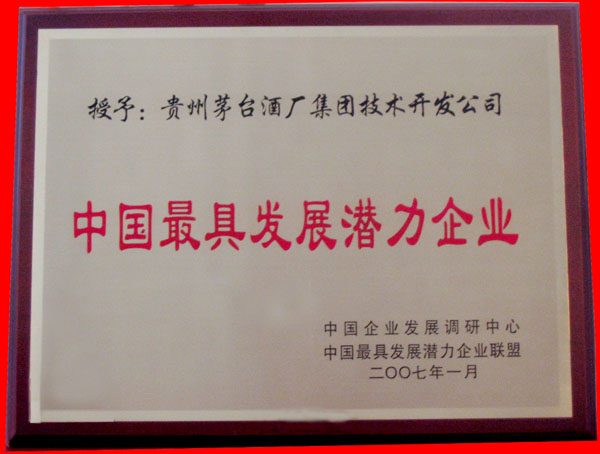 授予：贵州茅台酒厂集团技术开发公司
中国最具发展潜力企业
中国企业发展调研中心
中国最具发展潜力企业联盟
二〇〇七年一月